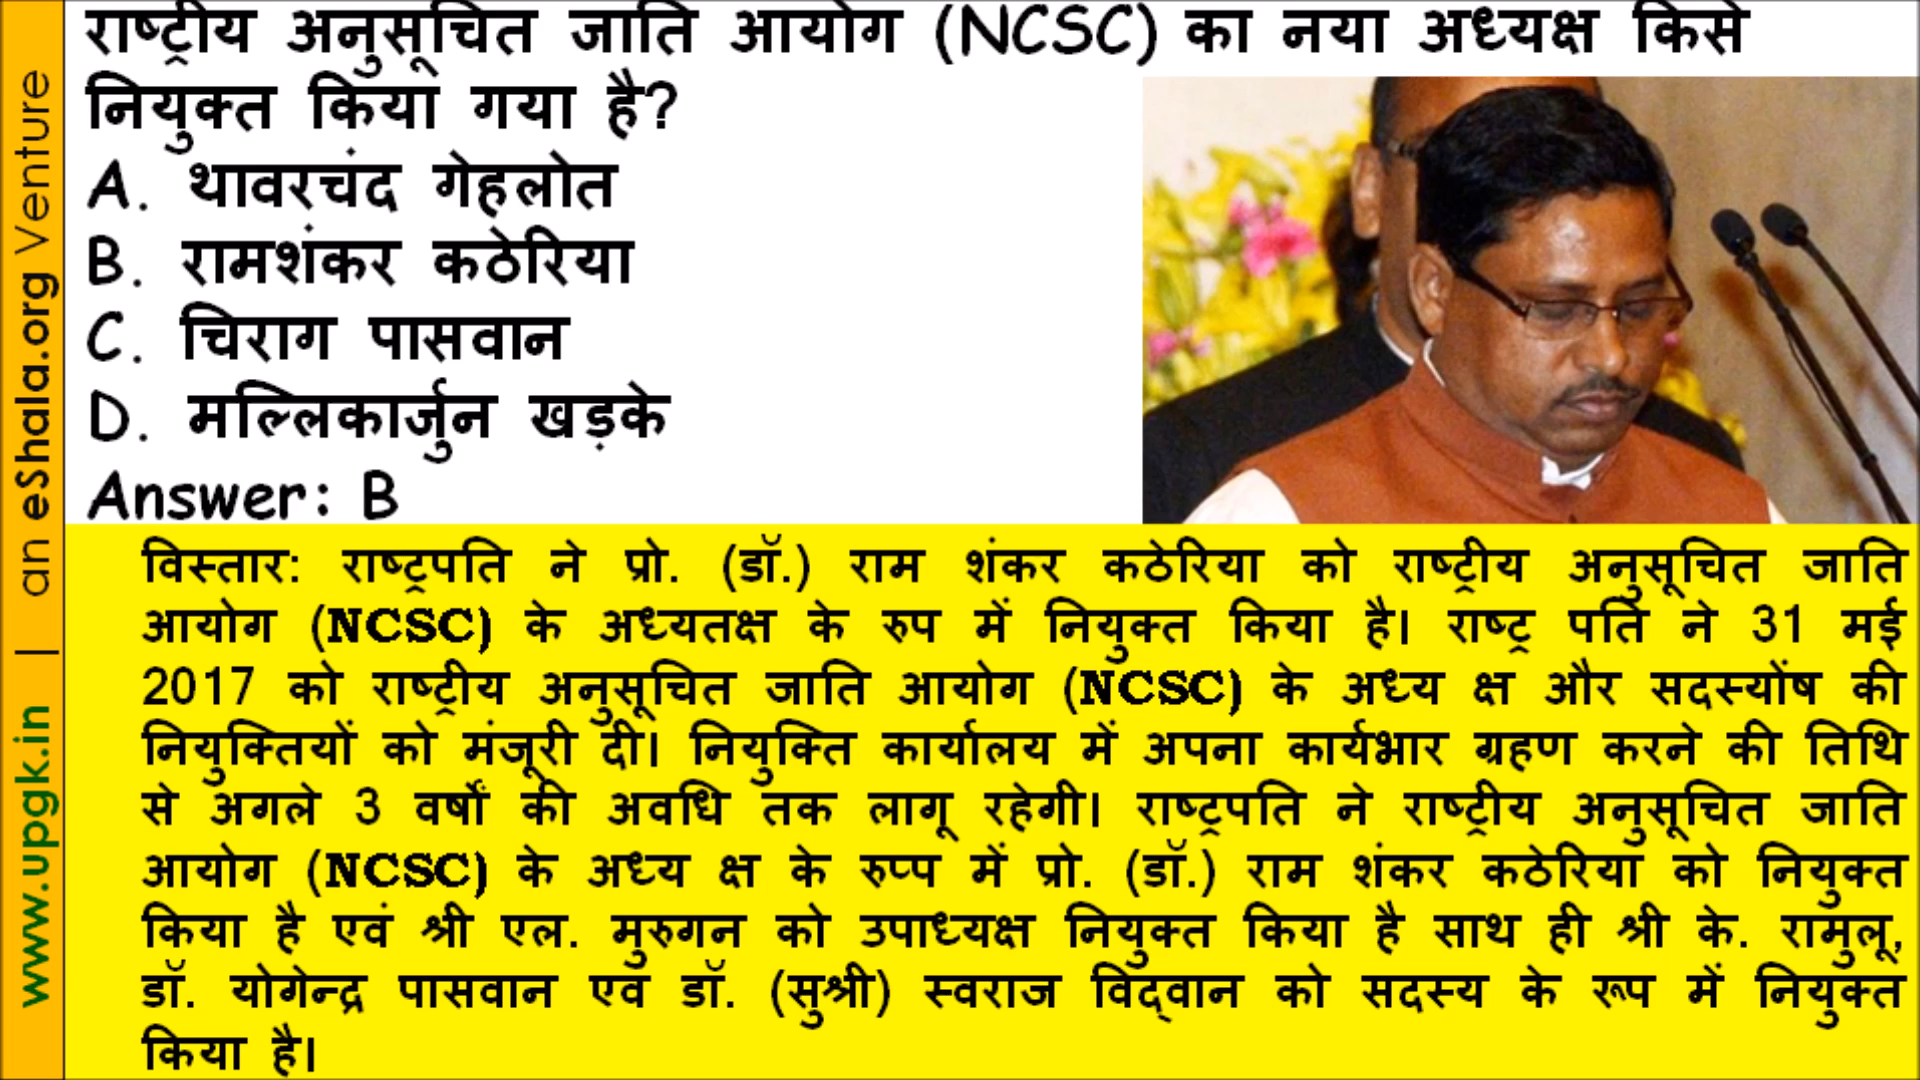 राष्ट्रीय अनुसूचित जाति आयोग (NCSC) का नया अध्यक्ष किसे
नियुक्त किया गया है?
A. थावरचंद गेहलोत
B. रामशंकर कठेरिया
C. चिराग पासवान
D. मल्लिकार्जुन खड़के
Answer: B
विस्तार: राष्ट्रपति ने प्रो. (डॉ.) राम शंकर कठेरिया को राष्ट्रीय अनुसूचित जाति
आयोग (NCSC) के अध्यतक्ष के रुप में नियुक्त किया है। राष्ट्र पति ने 31 मई
2017 को राष्ट्रीय अनुसूचित जाति आयोग (NCSC) के अध्य क्ष और सदस्योंष की
नियुक्तियों को मंजूरी दी। नियुक्ति कार्यालय में अपना कार्यभार ग्रहण करने की तिथि
से अगले 3 वर्षों की अवधि तक लागू रहेगी। राष्ट्रपति ने राष्ट्रीय अनुसूचित जाति
आयोग (NCSC) के अध्य क्ष के रुप्प में प्रो. (डॉ.) राम शंकर कठेरिया को नियुक्त
किया है एवं श्री एल. मुरुगन को उपाध्यक्ष नियुक्त किया है साथ ही श्री के. रामुलू,
डॉ. योगेन्द्र पासवान एवं डॉ. (सुश्री) स्वराज विद्वान को सदस्य के रूप में नियुक्त
किया है।
www.upgk.in | an eShala.org Venture